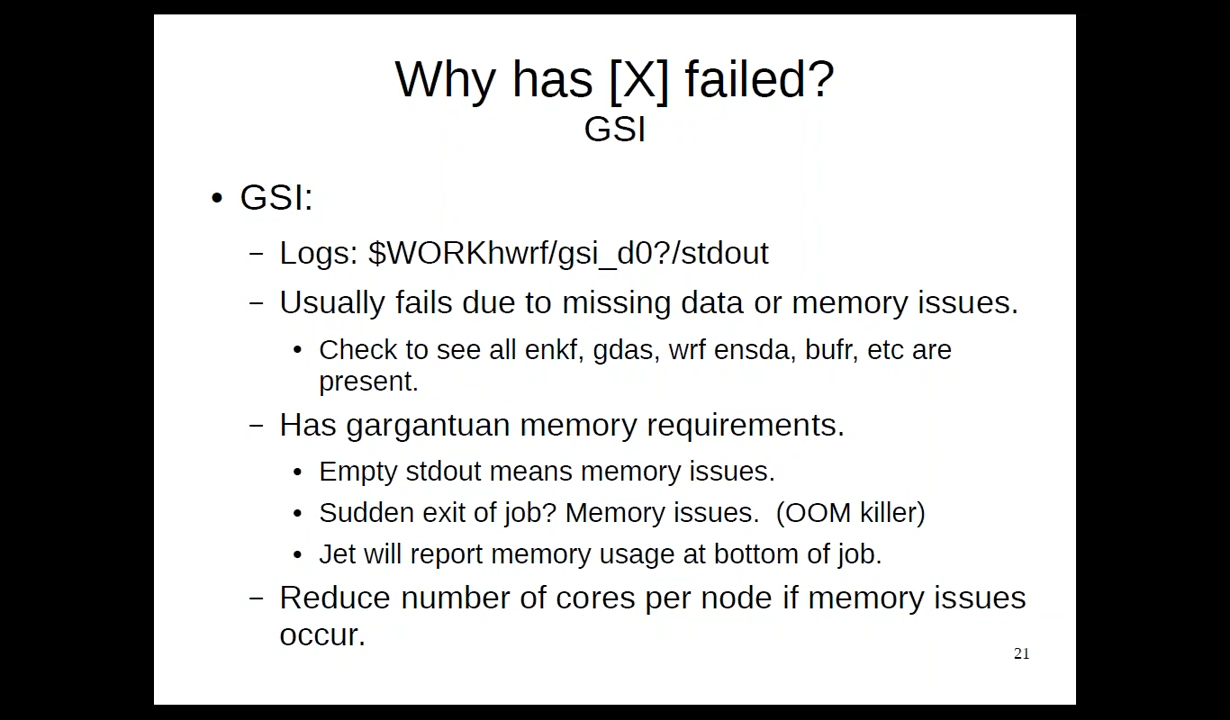 Why has [X] failed?
GSI
• GSI:
– Logs: $WORKhwrf/gsi_d0?/stdout
– Usually fails due to missing data or memory issues.
• Check to see all enkf, gdas, wrf ensda, bufr, etc are
present.
– Has gargantuan memory requirements.
• Empty stdout means memory issues.
• Sudden exit of job? Memory issues.  (OOM killer)
• Jet will report memory usage at bottom of job.
– Reduce number of cores per node if memory issues
occur.
21